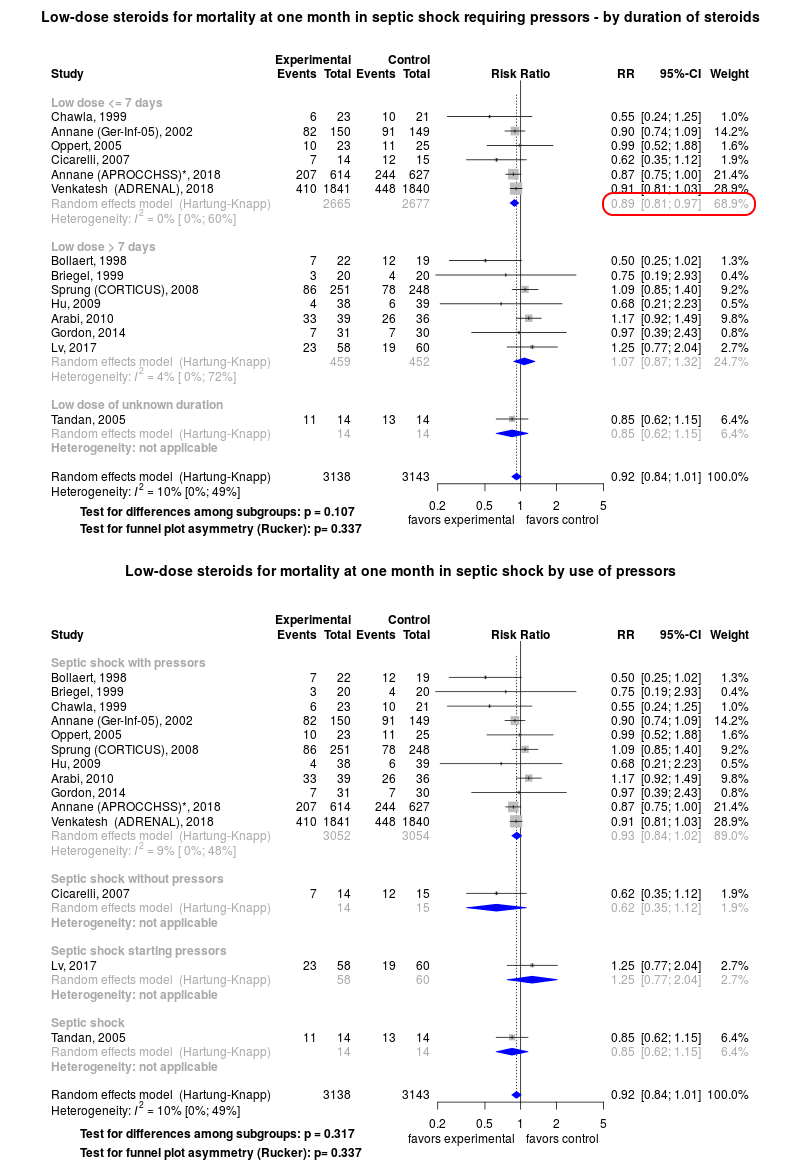 Low-dose steroids for mortality at one month in septic shock requiring pressors - by duration of steroids
Experimental Control
Study Events Total Events Total Risk Ratio RR 95%-CI Weight
Low dose <= 7 days
Chawla, 1999 6 23 10 21 0.55 [0.24; 1.25] 1.0%
Annane (Ger-Inf-05), 2002 82 150 91 149 0.90 [0.74; 1.09] 14.2%
Oppert, 2005 10 23 11 25 0.99 [0.52; 1.88] 1.6%
Cicarelli, 2007 7 14 12 15 0.62 [0.35; 1.12] 1.9%
Annane (APROCCHSS)*, 2018 207 614 244 627 0.87 [0.75; 1.00] 21.4%
Venkatesh (ADRENAL), 2018 410 1841 448 1840 0.91 [0.81; 1.03] 28.9%
Random effects model (Hartung-Knapp) 2665 2677 0.89 [0.81; 0.97] 68.9%
Heterogeneity: I² = 0% [ 0%; 60%]
Low dose > 7 days
Bollaert, 1998 7 22 12 19 0.50 [0.25; 1.02] 1.3%
Briegel, 1999 3 20 4 20 0.75 [0.19; 2.93] 0.4%
Sprung (CORTICUS), 2008 86 251 78 248 1.09 [0.85; 1.40] 9.2%
Hu, 2009 4 38 6 39 0.68 [0.21; 2.23] 0.5%
Arabi, 2010 33 39 26 36 1.17 [0.92; 1.49] 9.8%
Gordon, 2014 7 31 7 30 0.97 [0.39; 2.43] 0.8%
Lv, 2017 23 58 19 60 1.25 [0.77; 2.04] 2.7%
Random effects model (Hartung-Knapp) 459 452 1.07 [0.87; 1.32] 24.7%
Heterogeneity: I² = 4% [ 0%; 72%]
Low dose of unknown duration
Tandan, 2005 11 14 13 14 0.85 [0.62; 1.15] 6.4%
Random effects model (Hartung-Knapp) 14 14 0.85 [0.62; 1.15] 6.4%
Heterogeneity: not applicable
Random effects model (Hartung-Knapp) 3138 3143 0.92 [0.84; 1.01] 100.0%
Heterogeneity: I² = 10% [0%; 49%]
0.2 0.5 1 2 5
Test for differences among subgroups: p = 0.107
favors experimental favors control
Test for funnel plot asymmetry (Rucker): p= 0.337
Low-dose steroids for mortality at one month in septic shock by use of pressors
Experimental Control
Study Events Total Events Total Risk Ratio RR 95%-CI Weight
Septic shock with pressors
Bollaert, 1998 7 22 12 19 0.50 [0.25; 1.02] 1.3%
Briegel, 1999 3 20 4 20 0.75 [0.19; 2.93] 0.4%
Chawla, 1999 6 23 10 21 0.55 [0.24; 1.25] 1.0%
Annane (Ger-Inf-05), 2002 82 150 91 149 0.90 [0.74; 1.09] 14.2%
Oppert, 2005 10 23 11 25 0.99 [0.52; 1.88] 1.6%
Sprung (CORTICUS), 2008 86 251 78 248 1.09 [0.85; 1.40] 9.2%
Hu, 2009 4 38 6 39 0.68 [0.21; 2.23] 0.5%
Arabi, 2010 33 39 26 36 1.17 [0.92; 1.49] 9.8%
Gordon, 2014 7 31 7 30 0.97 [0.39; 2.43] 0.8%
Annane (APROCCHSS)*, 2018 207 614 244 627 0.87 [0.75; 1.00] 21.4%
Venkatesh (ADRENAL), 2018 410 1841 448 1840 0.91 [0.81; 1.03] 28.9%
Random effects model (Hartung-Knapp) 3052 3054 0.93 [0.84; 1.02] 89.0%
Heterogeneity: I² = 9% [ 0%; 48%]
Septic shock without pressors
Cicarelli, 2007 7 14 12 15 0.62 [0.35; 1.12] 1.9%
Random effects model (Hartung-Knapp) 14 15 0.62 [0.35; 1.12] 1.9%
Heterogeneity: not applicable
Septic shock starting pressors
Lv, 2017 23 58 19 60 1.25 [0.77; 2.04] 2.7%
Random effects model (Hartung-Knapp) 58 60 1.25 [0.77; 2.04] 2.7%
Heterogeneity: not applicable
Septic shock
Tandan, 2005 11 14 13 14 0.85 [0.62; 1.15] 6.4%
Random effects model (Hartung-Knapp) 14 14 0.85 [0.62; 1.15] 6.4%
Heterogeneity: not applicable
Random effects model (Hartung-Knapp) 3138 3143 0.92 [0.84; 1.01] 100.0%
Heterogeneity: I² = 10% [0%; 49%]
0.2 0.5 1 2 5
Test for differences among subgroups: p = 0.317
favors experimental favors control
Test for funnel plot asymmetry (Rucker): p= 0.337